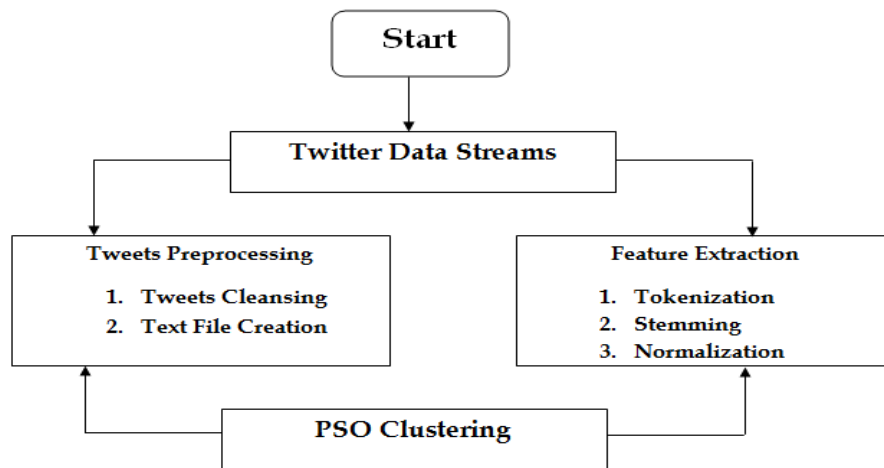 Start
Twitter Data Streams
Tweets Preprocessing
1. Tweets Cleansing
2. Text File Creation
Feature Extraction
1. Tokenization
2. Stemming
3. Normalization
PSO Clustering